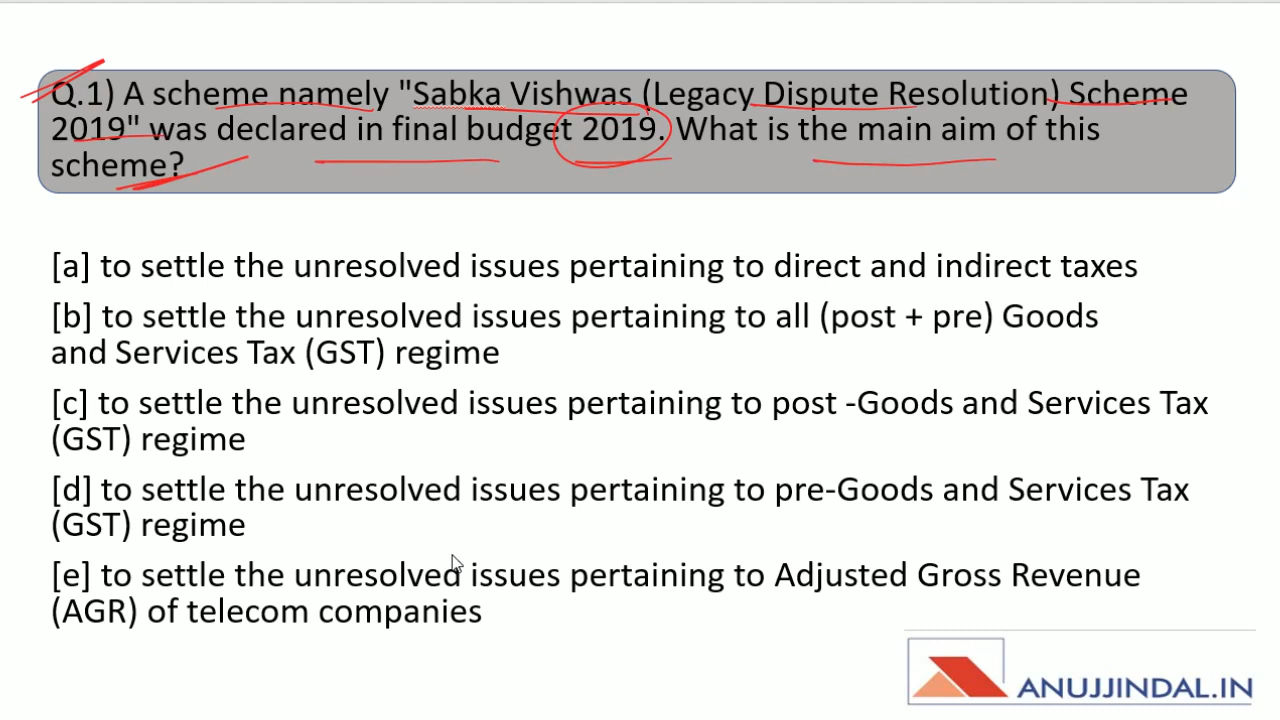 Q.1) A scheme namely "Sabka Vishwas (Legacy Dispute Resolution) Scheme
2019" was declared in final budget 2019. What is the main aim of this
scheme?
[a] to settle the unresolved issues pertaining to direct and indirect taxes
[b] to settle the unresolved issues pertaining to all (post + pre) Goods
and Services Tax (GST) regime
[c] to settle the unresolved issues pertaining to post -Goods and Services Tax
(GST) regime
[d] to settle the unresolved issues pertaining to pre-Goods and Services Tax
(GST) regime
[e] to settle the unresolved issues pertaining to Adjusted Gross Revenue
(AGR) of telecom companies
ANUJJINDAL.IN